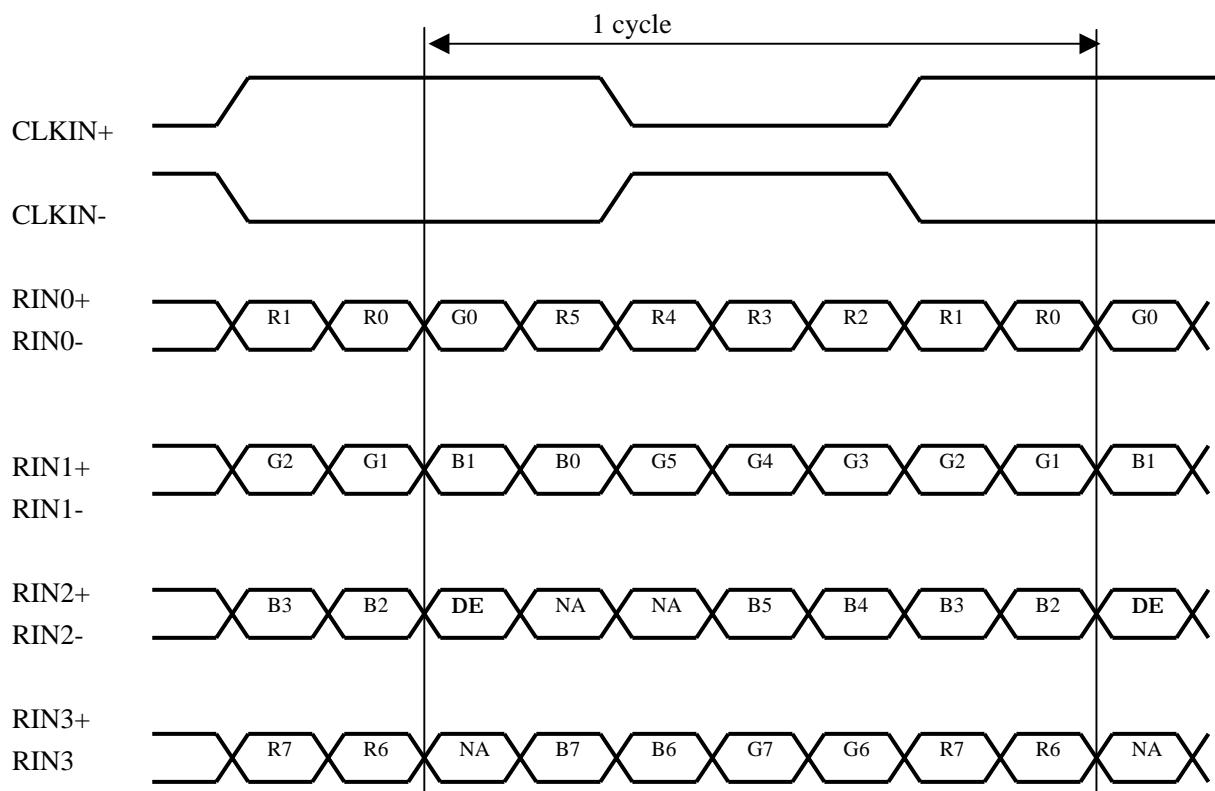 1 cycle
CLKIN+
CLKIN-
RIN0+
R1 R0 G0 R5 R4 R3 R2 R1 R0 G0
RIN0-
RIN1+
G2 G1 B1 B0 G5 G4 G3 G2 G1 B1
RIN1-
RIN2+
B3 B2 DE NA NA B5 B4 B3 B2 DE
RIN2-
RIN3+
R7 R6 NA B7 B6 G7 G6 R7 R6 NA
RIN3